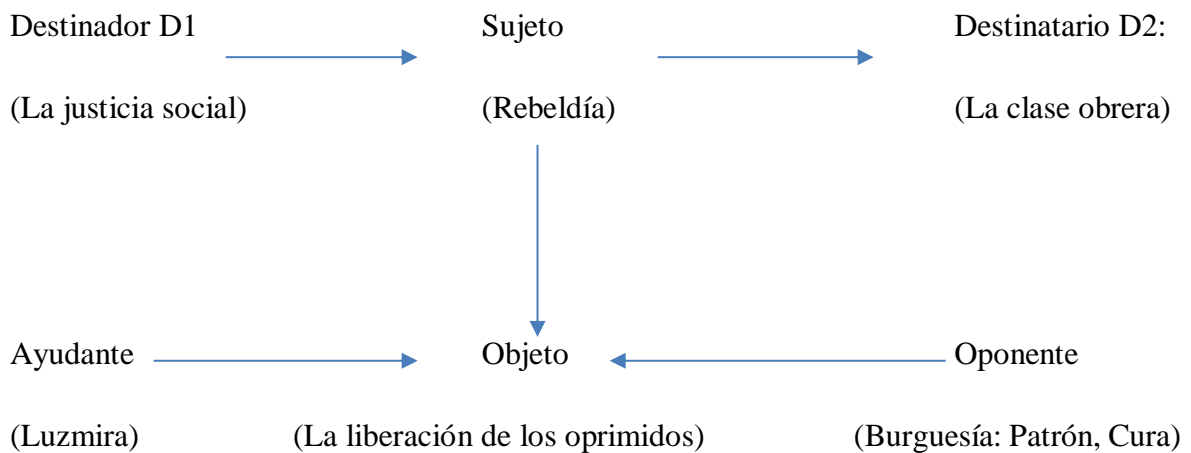 Destinador D1 Sujeto Destinatario D2:
(La justicia social) (Rebeldía) (La clase obrera)
Ayudante Objeto Oponente
(Luzmira) (La liberación de los oprimidos) (Burguesía: Patrón, Cura)